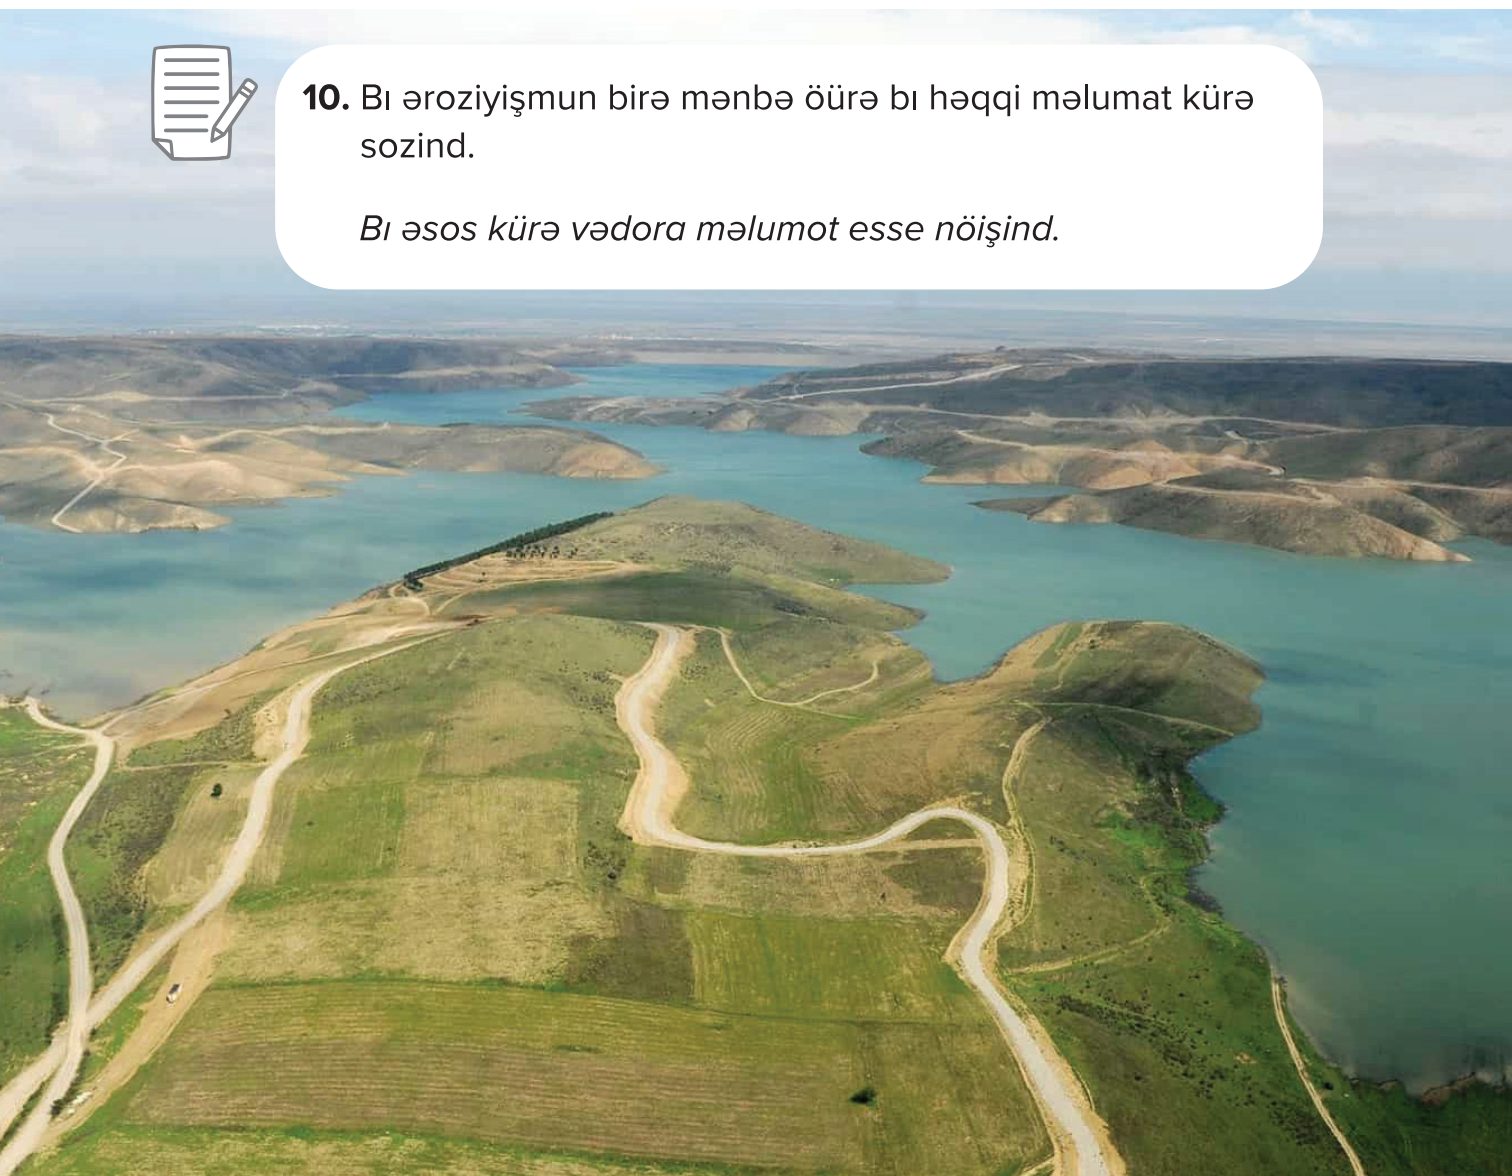 10. Bı əroziyişmun birə mənbə öürə bı həqqi məlumat kürə
sozind.
Bı əsos kürə vədora məlumot esse nöişind.